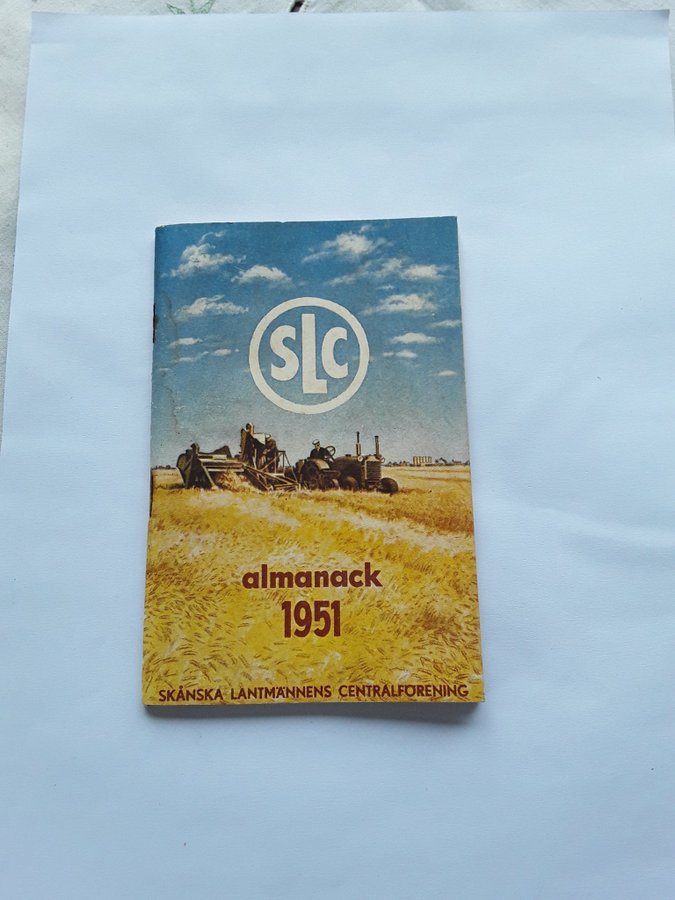 SLC
almanack
1951
SKÅNSKA LANTMÄNNENS CENTRALFÖRENING